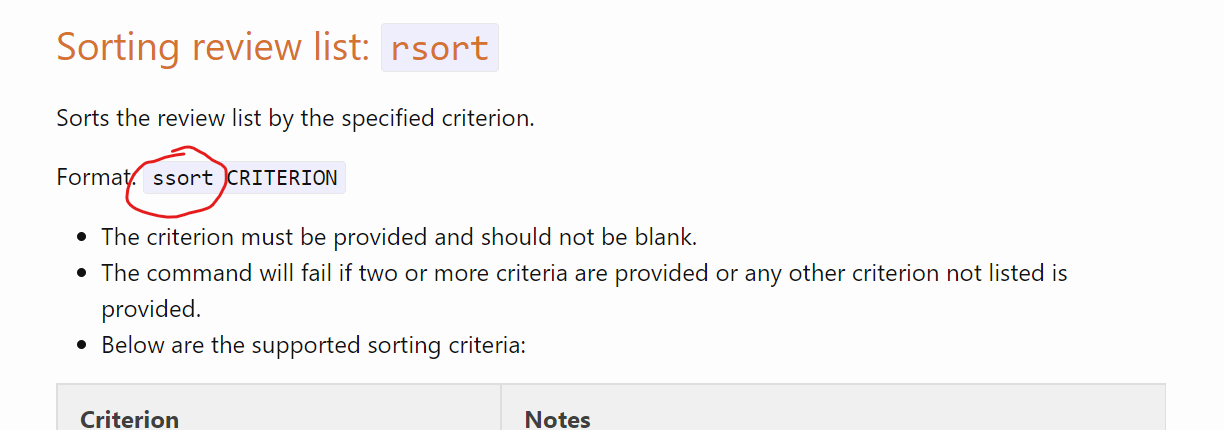 Sorting review list: rsort
Sorts the review list by the specified criterion.
Format: ssort CRITERION
• The criterion must be provided and should not be blank.
• The command will fail if two or more criteria are provided or any other criterion not listed is
provided.
• Below are the supported sorting criteria:
Criterion Notes